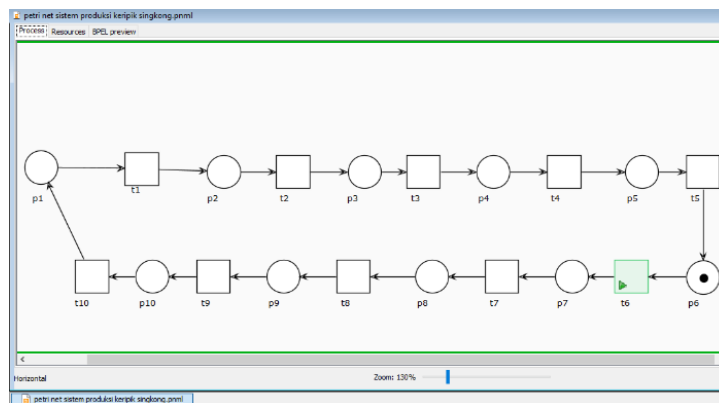 petri net sistem produksi keripik singkong.pnml
Process Resources BPEL preview
p1 t1 p2 t2 p3 t3 p4 t4 p5 t5
t10 p10 t9 p9 t8 p8 t7 p7 t6 p6
Horizontal Zoom: 130%
petri net sistem produksi keripik singkong.pnml